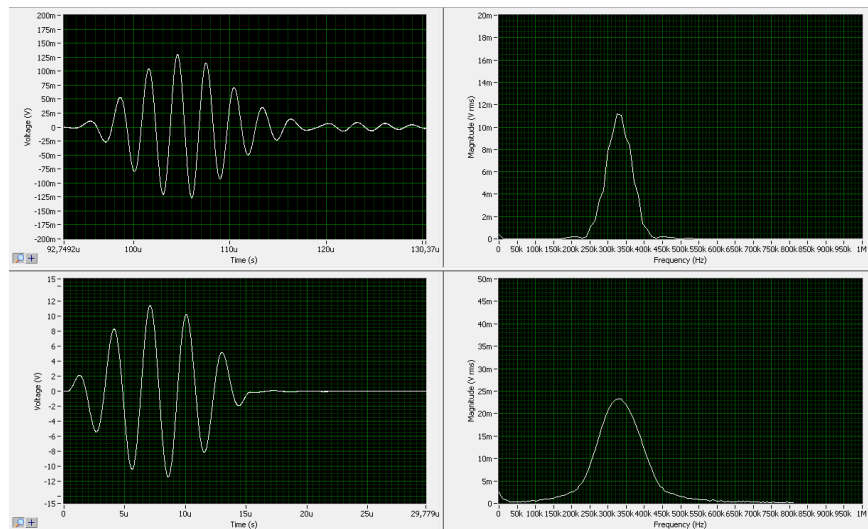 200m
175m
150m
125m
100m
75m
50m
25m
0
-25m
-50m
-75m
-100m
-125m
-150m
-175m
-200m
Voltage (V)
92,7492u 100u 110u 120u 130,37u
Time (s)
20m
18m
16m
14m
12m
10m
8m
6m
4m
2m
0
Magnitude (V rms)
0 50k 100k 150k 200k 250k 300k 350k 400k 450k 500k 550k 600k 650k 700k 750k 800k 850k 900k 950k 1M
Frequency (Hz)
15
12
10
8
6
4
2
0
-2
-4
-6
-8
-10
-12
-15
Voltage (V)
0 5u 10u 15u 20u 25u 29,779u
Time (s)
50m
45m
40m
35m
30m
25m
20m
15m
10m
5m
0
Magnitude (V rms)
0 50k 100k 150k 200k 250k 300k 350k 400k 450k 500k 550k 600k 650k 700k 750k 800k 850k 900k 950k 1M
Frequency (Hz)